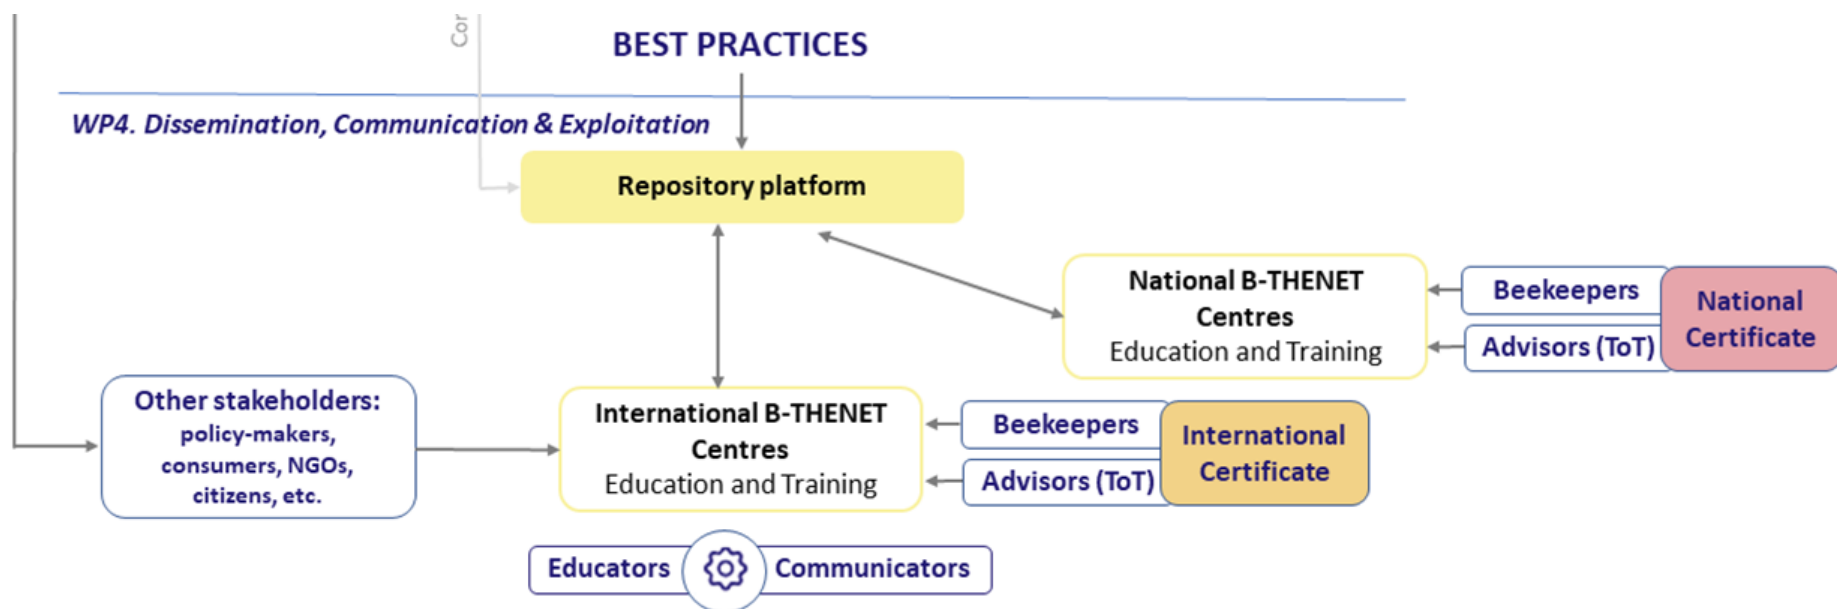 BEST PRACTICES
WP4. Dissemination, Communication & Exploitation
Repository platform
National B-THENET
Centres
Education and Training
Beekeepers
Advisors (ToT)
National
Certificate
Other stakeholders:
policy-makers,
consumers, NGOs,
citizens, etc.
International B-THENET
Centres
Education and Training
Beekeepers
Advisors (ToT)
International
Certificate
Educators
Communicators